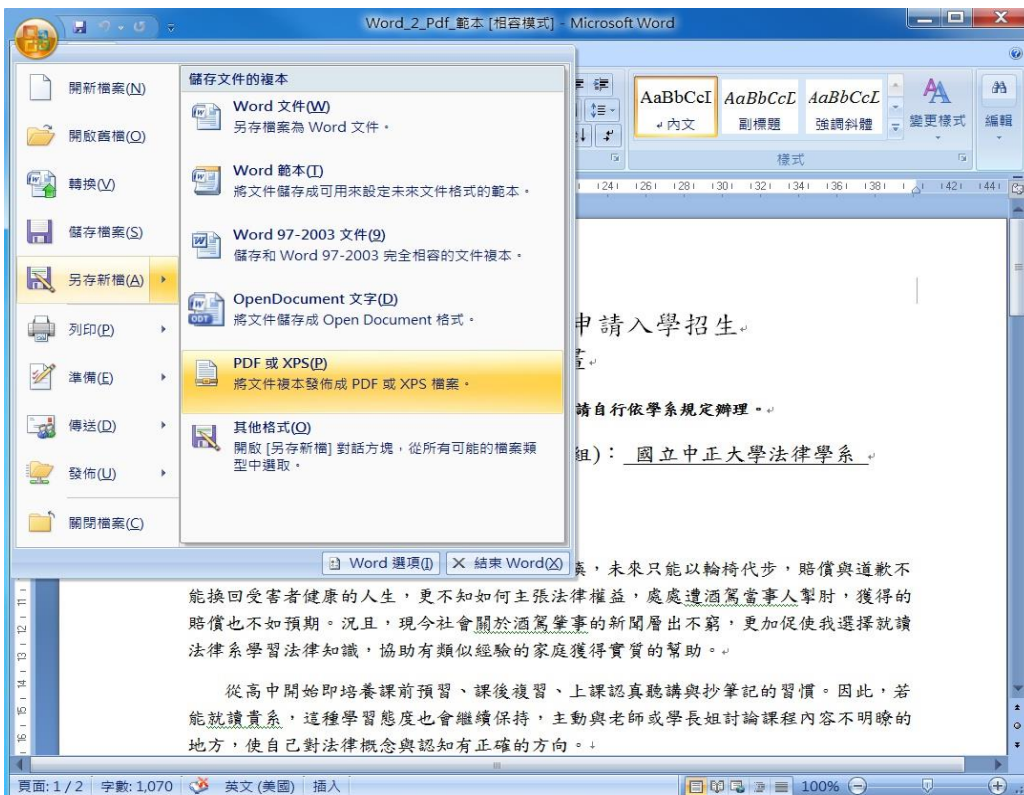 Word_2_Pdf_範本 [相容模式] - Microsoft Word
開新檔案(N)
開啟舊檔(O)
轉換(V)
儲存檔案(S)
另存新檔(A)
列印(P)
準備(E)
傳送(D)
發佈(U)
關閉檔案(C)
儲存文件的複本
Word 文件(W)
另存檔案為 Word 文件。
Word 範本(T)
將文件儲存成可用來設定未來文件格式的範本。
Word 97-2003 文件(9)
儲存和 Word 97-2003 完全相容的文件複本。
OpenDocument 文字(D)
將文件儲存成 Open Document 格式。
PDF 或 XPS(P)
將文件複本發佈成 PDF 或 XPS 檔案。
其他格式(O)
開啟 [另存新檔] 對話方塊，從所有可能的檔案類
型中選取。
Word 選項(I)
結束 Word(X)
AaBbCcI AaBbCcL AaBbCcL
內文 副標題 強調斜體
變更樣式
編輯
樣式
24 26 28 30 32 34 36 38 42 44
申請入學招生
請自行依學系規定辦理。
組)： 國立中正大學法律學系
，未來只能以輪椅代步，賠償與道歉不
能換回受害者健康的人生，更不知如何主張法律權益，處處遭酒駕當事人掣肘，獲得的
賠償也不如預期。況且，現今社會關於酒駕肇事的新聞層出不窮，更加促使我選擇就讀
法律系學習法律知識，協助有類似經驗的家庭獲得實質的幫助。
從高中開始即培養課前預習、課後複習、上課認真聽講與抄筆記的習慣。因此，若
能就讀貴系，這種學習態度也會繼續保持，主動與老師或學長姐討論課程內容不明瞭的
地方，使自己對法律概念與認知有正確的方向。
11 12 13 14 15 16
頁面: 1 / 2 字數: 1,070 英文 (美國) 插入 100%